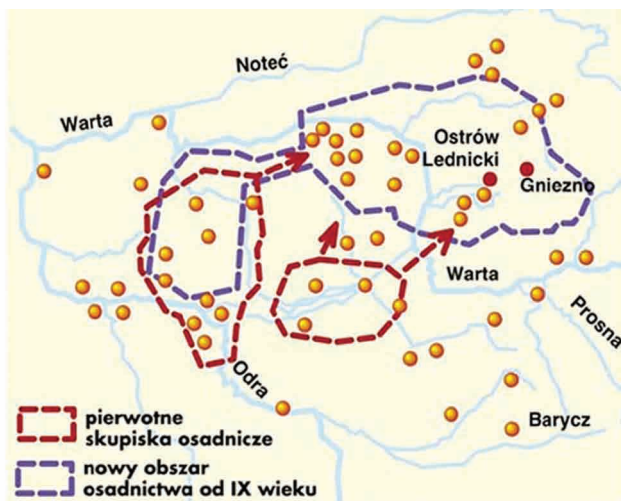 Noteć
Warta
Ostrów
Lednicki
Gniezno
Warta
Prosna
Odra
Barycz
pierwotne
skupiska osadnicze
nowy obszar
osadnictwa od IX wieku